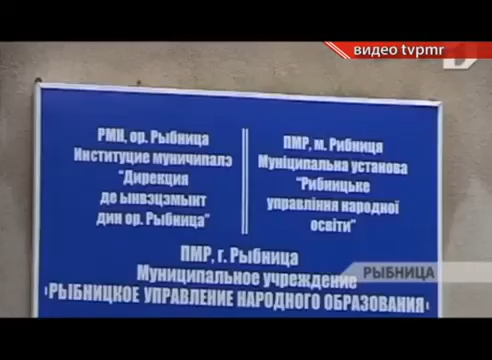 видео tvpmr
РМН, ор. Рыбница
Институцие муничипалэ
"Дирекция
де ынвэцэмынт
дин ор. Рыбница"
ПМР, м. Рибниця
Муніципальна установа
"Рибницьке
управління народної
освіти"
ПМР, г. Рыбница
Муниципальное учреждение
"РЫБНИЦКОЕ УПРАВЛЕНИЕ НАРОДНОГО ОБРАЗОВАНИЯ"
РЫБНИЦА